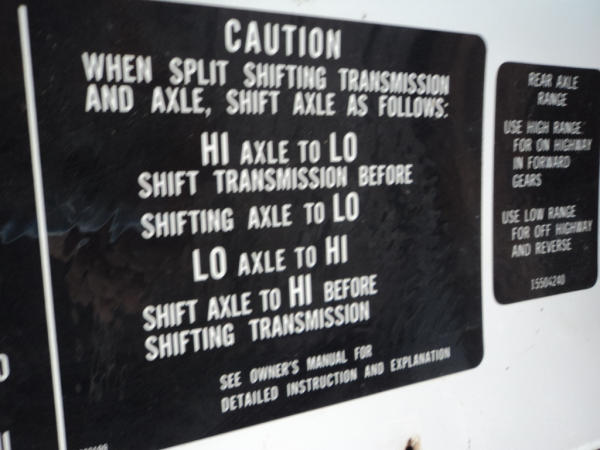 CAUTION
WHEN SPLIT SHIFTING TRANSMISSION
AND AXLE, SHIFT AXLE AS FOLLOWS:
HI AXLE TO LO
SHIFT TRANSMISSION BEFORE
SHIFTING AXLE TO LO
LO AXLE TO HI
SHIFT AXLE TO HI BEFORE
SHIFTING TRANSMISSION
SEE OWNER'S MANUAL FOR
DETAILED INSTRUCTION AND EXPLANATION
REAR AXLE
RANGE
USE HIGH RANGE
FOR ON HIGHWAY
IN FORWARD
GEARS
USE LOW RANGE
FOR OFF HIGHWAY
AND REVERSE
15504240